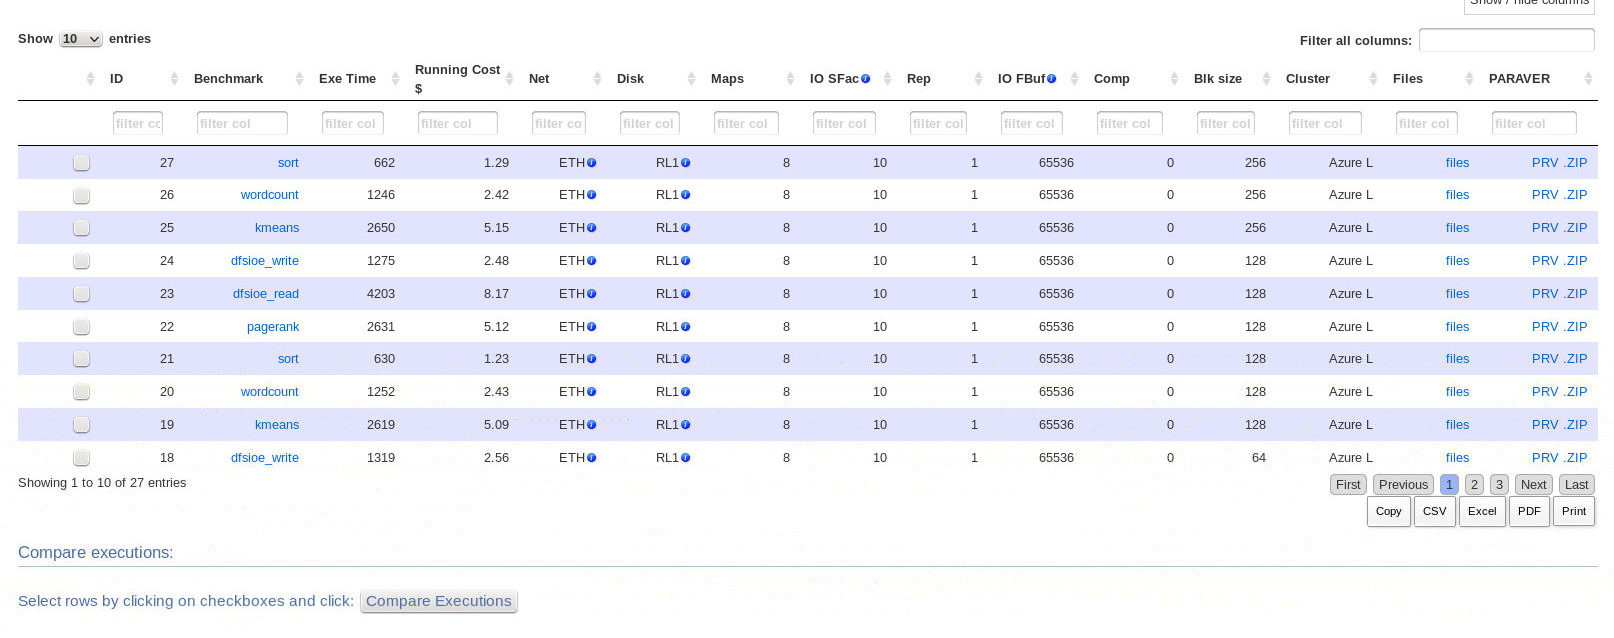 Show / hide columns
Show 10 entries
Filter all columns:
ID Benchmark Exe Time Running Cost $ Net Disk Maps IO SFac Rep IO FBuf Comp Blk size Cluster Files PARAVER
filter cc filter col filter col filter col filter co filter col filter col filter col filter col filter col filter col filter col filter col filter col filter col
27 sort 662 1.29 ETH RL1 8 10 1 65536 0 256 Azure L files PRV .ZIP
26 wordcount 1246 2.42 ETH RL1 8 10 1 65536 0 256 Azure L files PRV .ZIP
25 kmeans 2650 5.15 ETH RL1 8 10 1 65536 0 256 Azure L files PRV .ZIP
24 dfsioe_write 1275 2.48 ETH RL1 8 10 1 65536 0 128 Azure L files PRV .ZIP
23 dfsioe_read 4203 8.17 ETH RL1 8 10 1 65536 0 128 Azure L files PRV .ZIP
22 pagerank 2631 5.12 ETH RL1 8 10 1 65536 0 128 Azure L files PRV .ZIP
21 sort 630 1.23 ETH RL1 8 10 1 65536 0 128 Azure L files PRV .ZIP
20 wordcount 1252 2.43 ETH RL1 8 10 1 65536 0 128 Azure L files PRV .ZIP
19 kmeans 2619 5.09 ETH RL1 8 10 1 65536 0 128 Azure L files PRV .ZIP
18 dfsioe_write 1319 2.56 ETH RL1 8 10 1 65536 0 64 Azure L files PRV .ZIP
Showing 1 to 10 of 27 entries
First Previous 1 2 3 Next Last
Copy CSV Excel PDF Print
Compare executions:
Select rows by clicking on checkboxes and click: Compare Executions